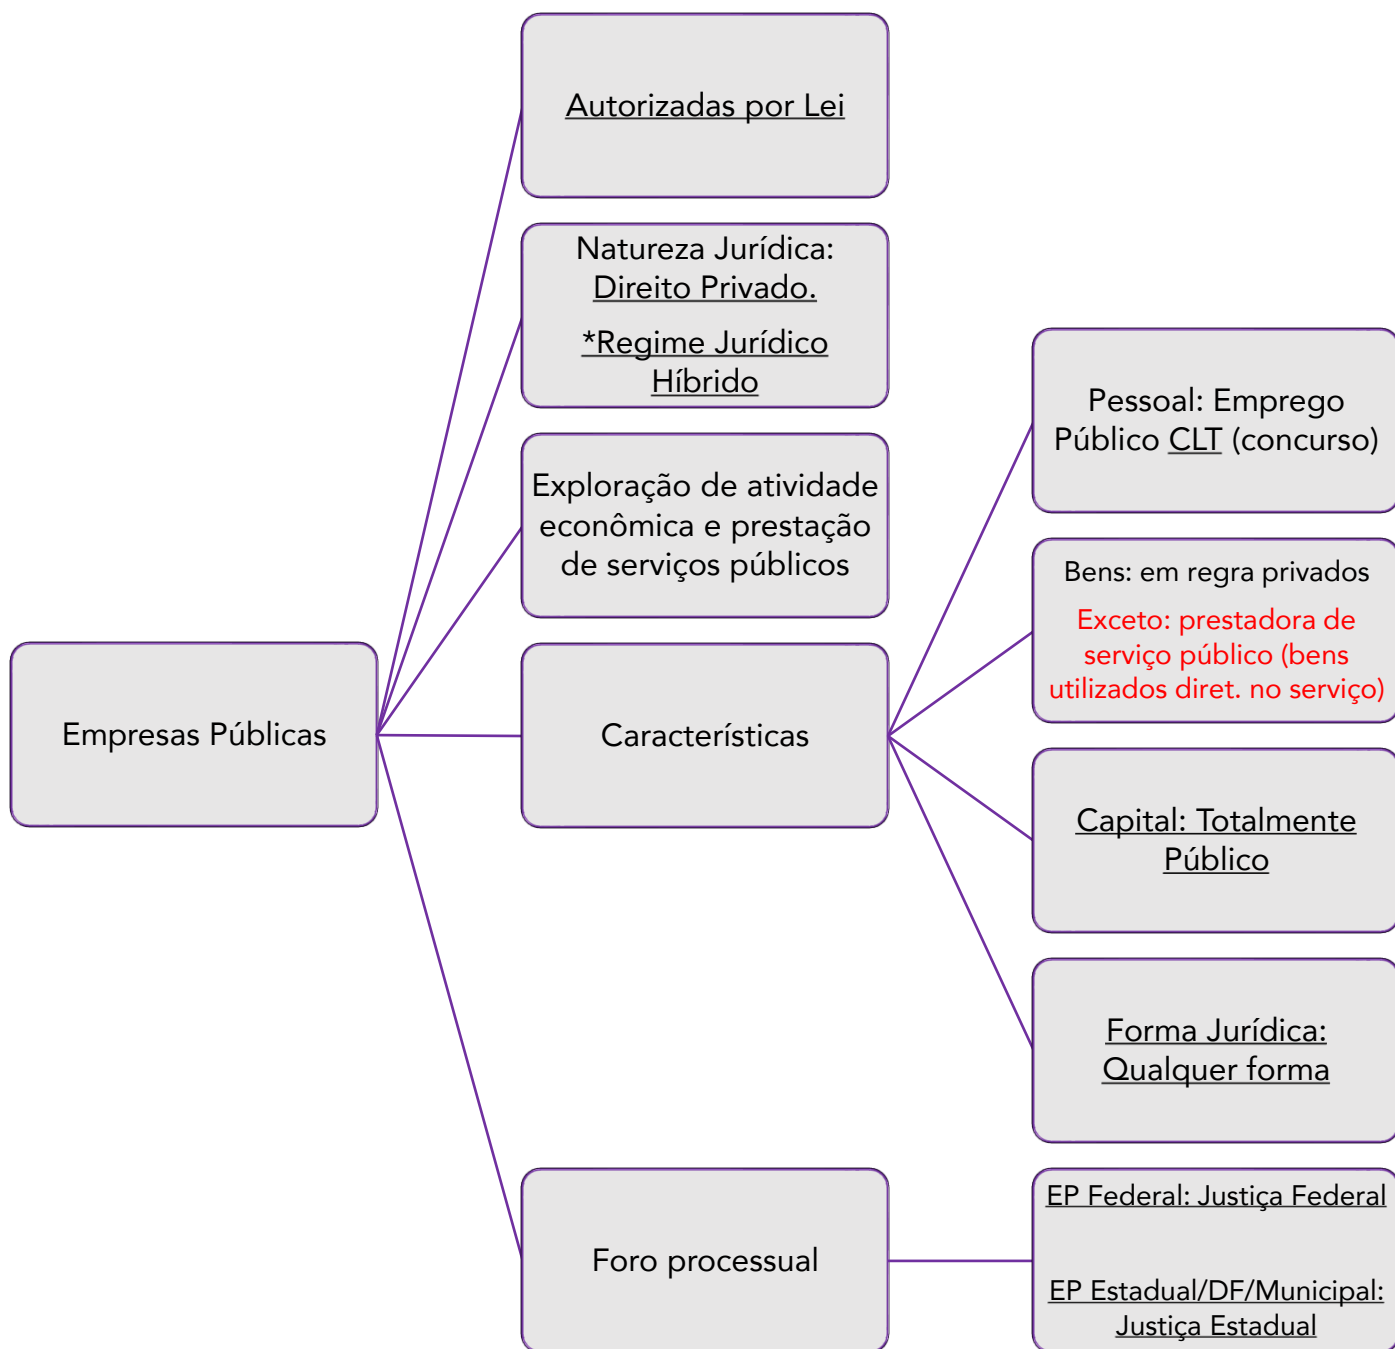 Autorizadas por Lei
Natureza Jurídica:
Direito Privado.
*Regime Jurídico
Híbrido
Exploração de atividade
econômica e prestação
de serviços públicos
Empresas Públicas
Características
Pessoal: Emprego
Público CLT (concurso)
Bens: em regra privados
Exceto: prestadora de
serviço público (bens
utilizados diret. no serviço)
Capital: Totalmente
Público
Forma Jurídica:
Qualquer forma
Foro processual
EP Federal: Justiça Federal
EP Estadual/DF/Municipal:
Justiça Estadual